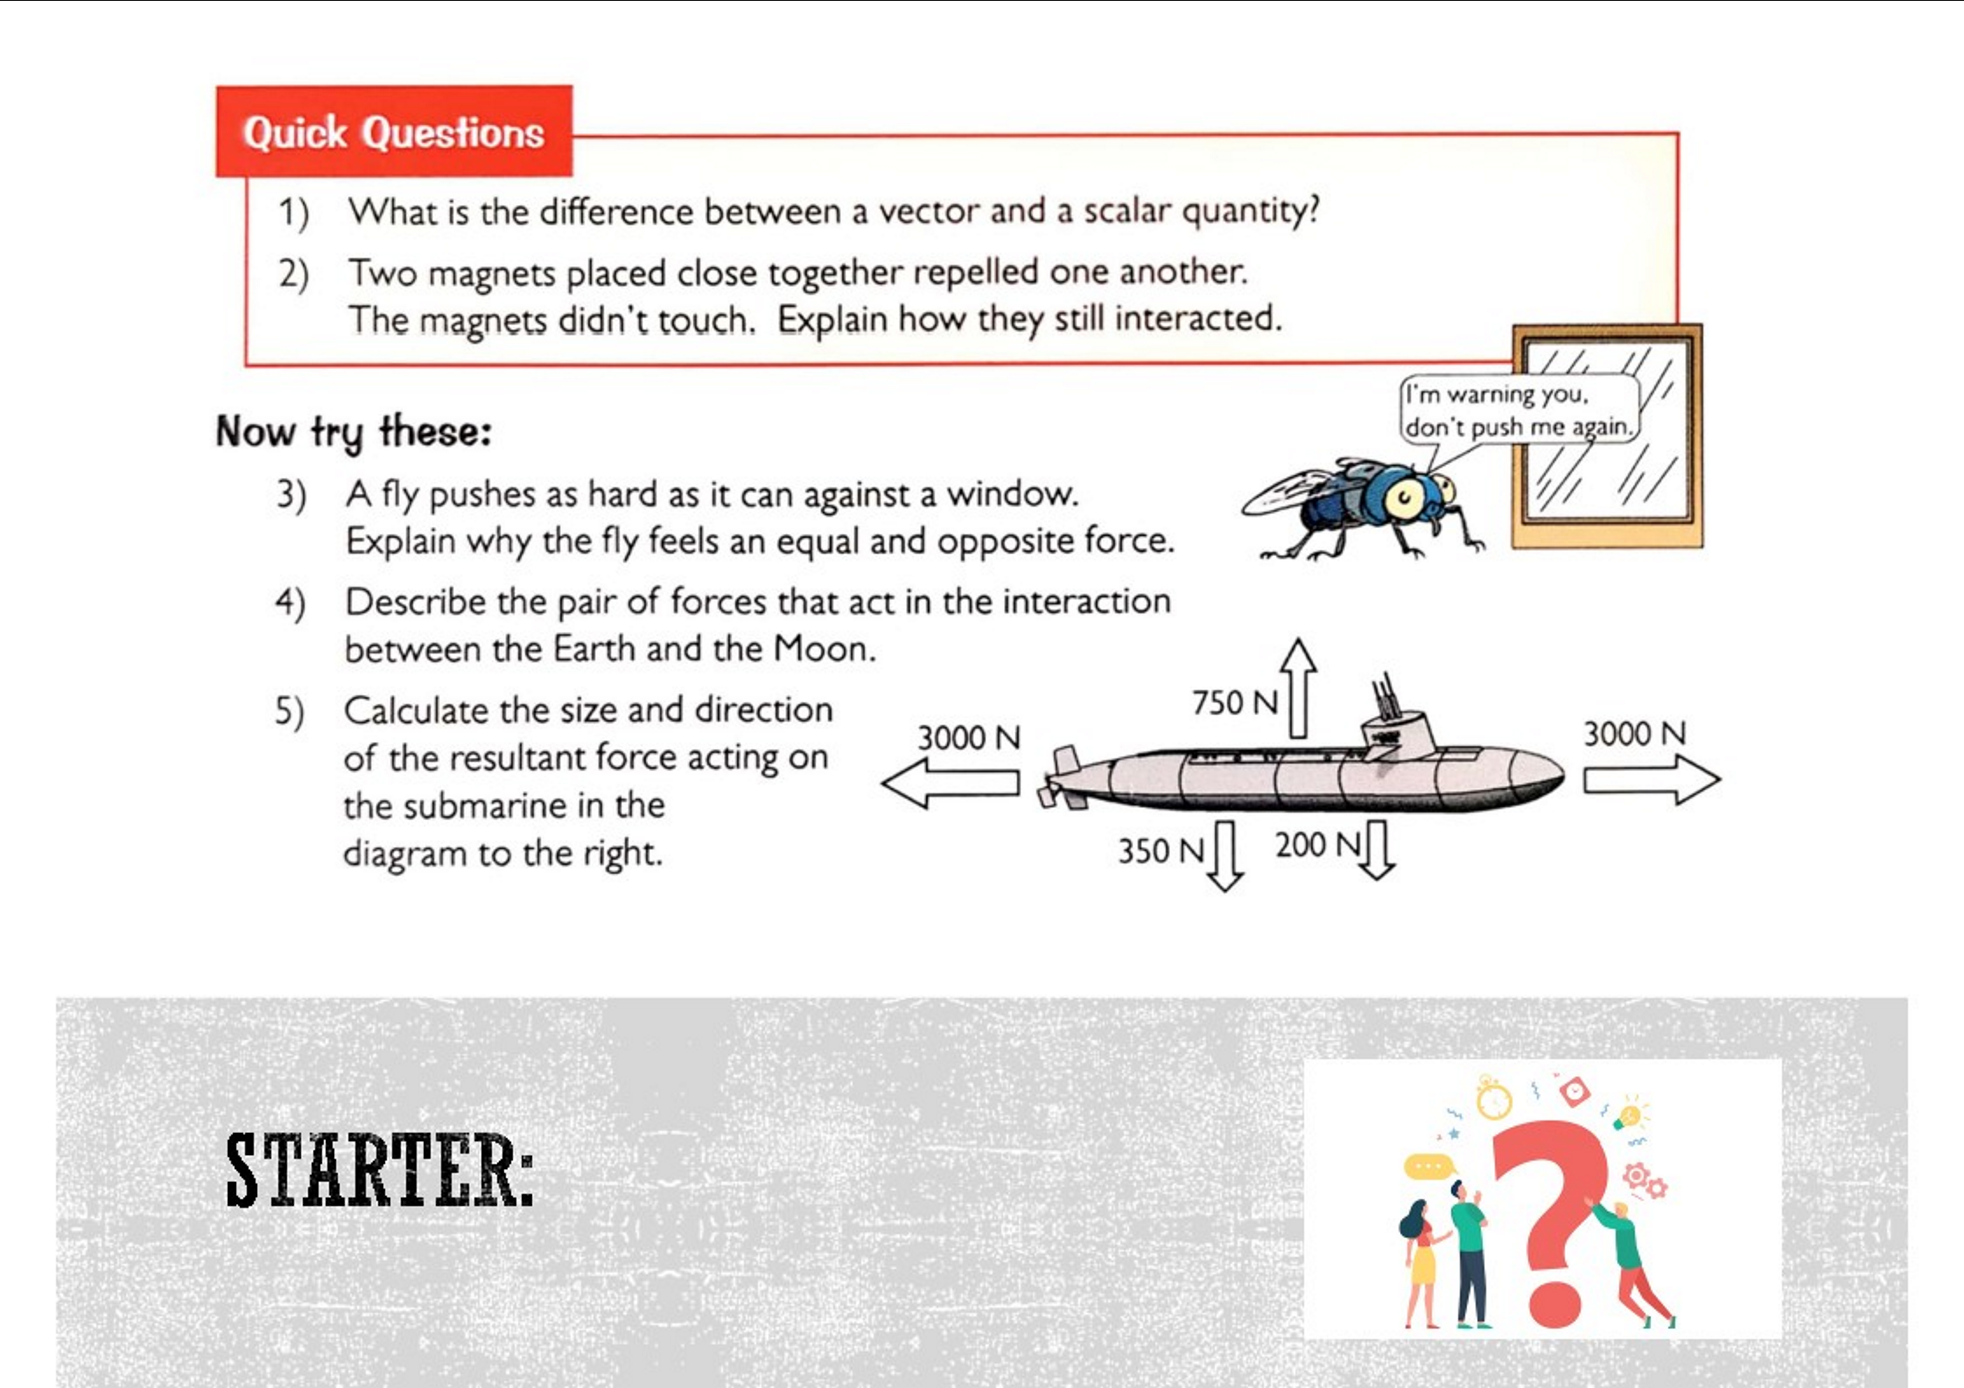 Quick Questions
1) What is the difference between a vector and a scalar quantity?
2) Two magnets placed close together repelled one another.
The magnets didn't touch. Explain how they still interacted.
I'm warning you,
don't push me again.
Now try these:
3) A fly pushes as hard as it can against a window.
Explain why the fly feels an equal and opposite force.
4) Describe the pair of forces that act in the interaction
between the Earth and the Moon.
5) Calculate the size and direction
of the resultant force acting on
the submarine in the
diagram to the right.
750 N
3000 N
3000 N
350 N
200 N
STARTER: